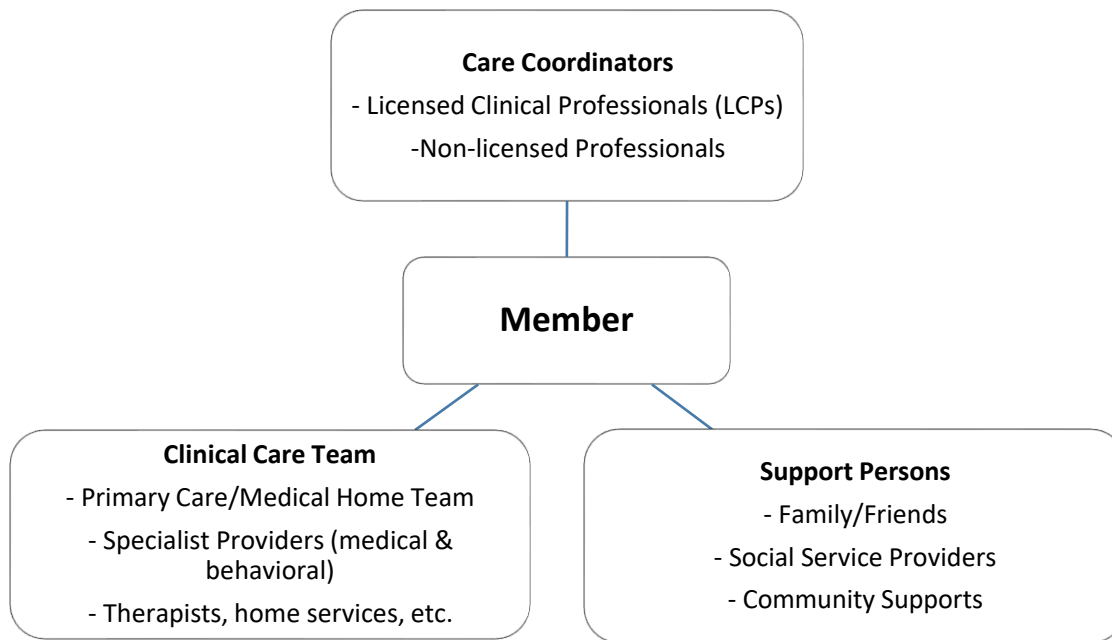 Care Coordinators
- Licensed Clinical Professionals (LCPs)
-Non-licensed Professionals
Member
Clinical Care Team
- Primary Care/Medical Home Team
- Specialist Providers (medical &
behavioral)
- Therapists, home services, etc.
Support Persons
- Family/Friends
- Social Service Providers
- Community Supports